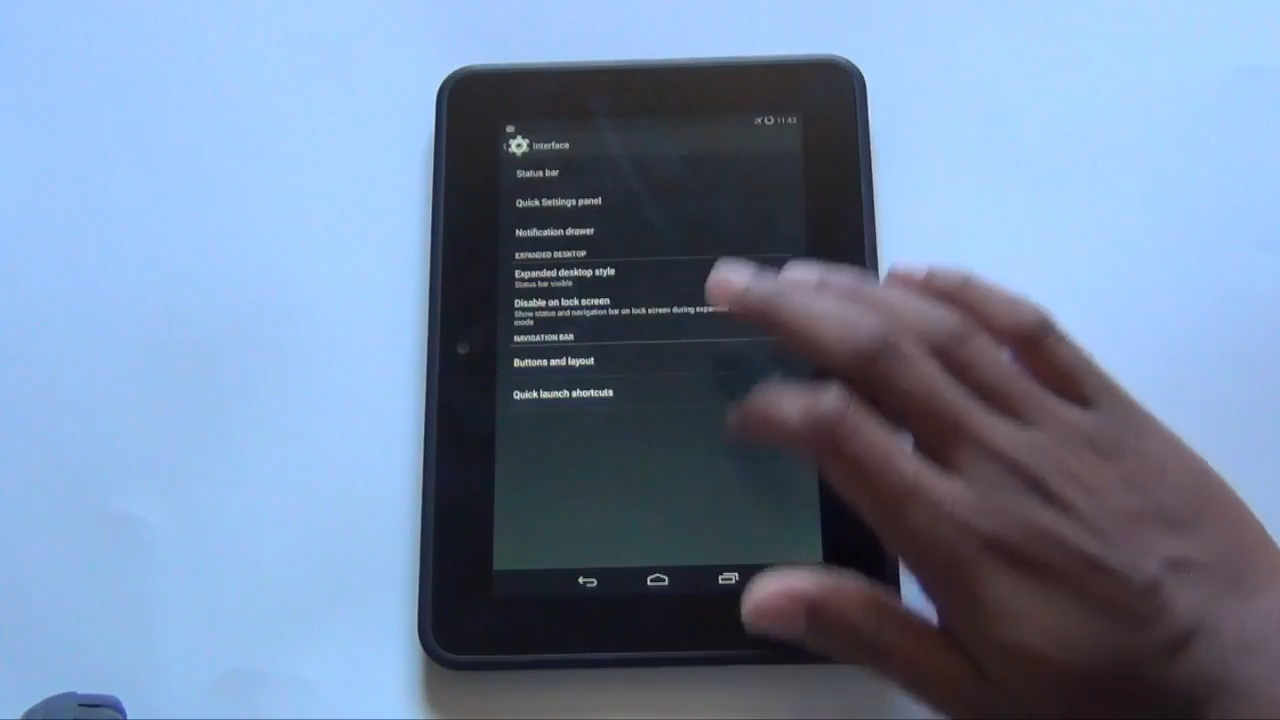 11:43
Interface
Status bar
Quick Settings panel
Notification drawer
EXPANDED DESKTOP
Expanded desktop style
Status bar visible
Disable on lock screen
Show status and navigation bar on lock screen during
mode
NAVIGATION BAR
Buttons and layout
Quick launch shortcuts